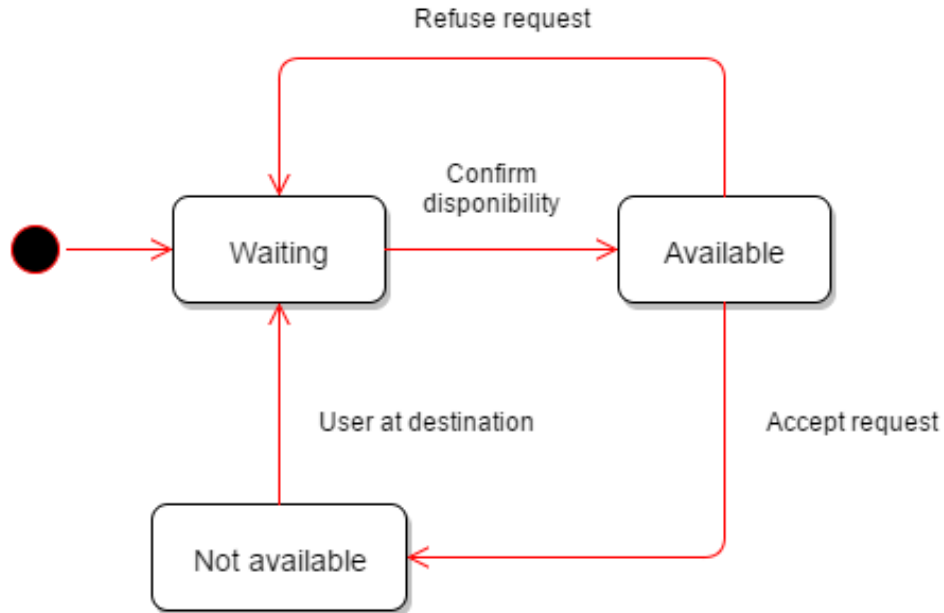 Refuse request
Confirm
disponibility
Waiting
Available
User at destination
Accept request
Not available